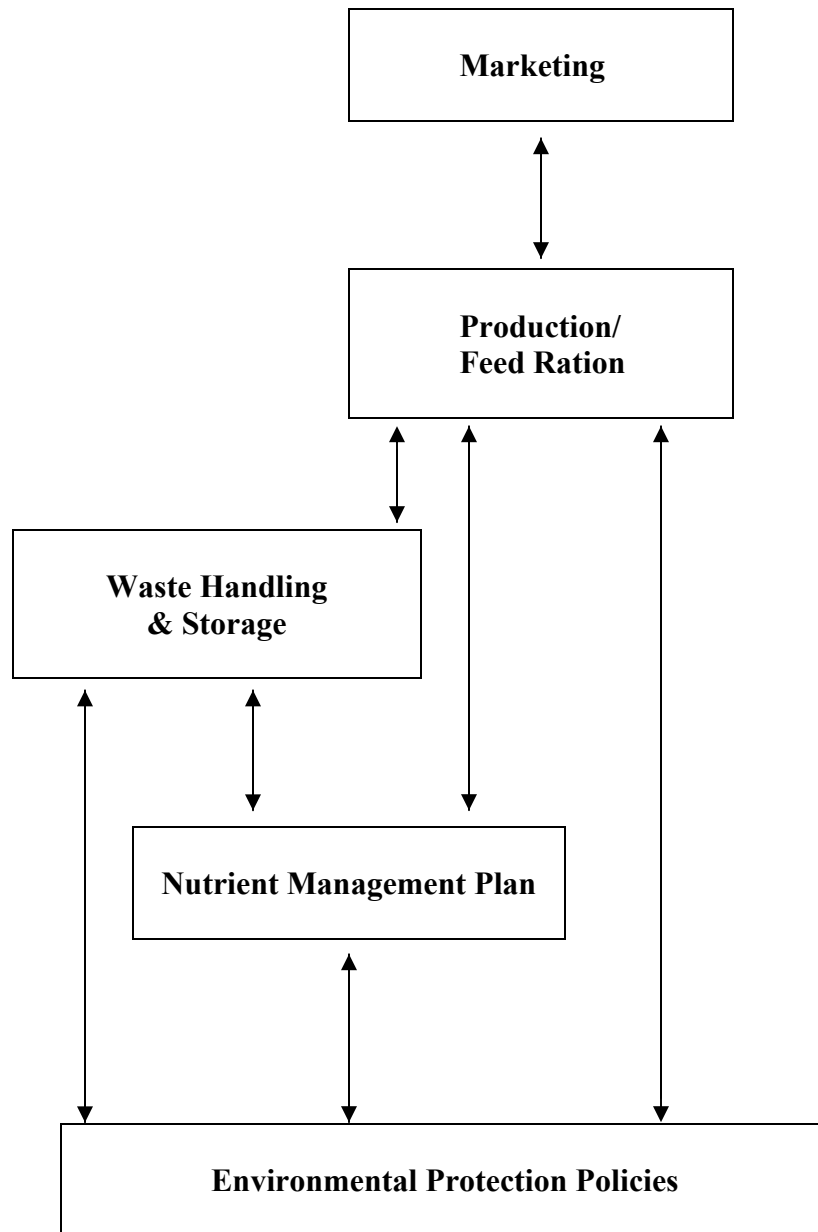 Marketing
Production/
Feed Ration
Waste Handling
& Storage
Nutrient Management Plan
Environmental Protection Policies